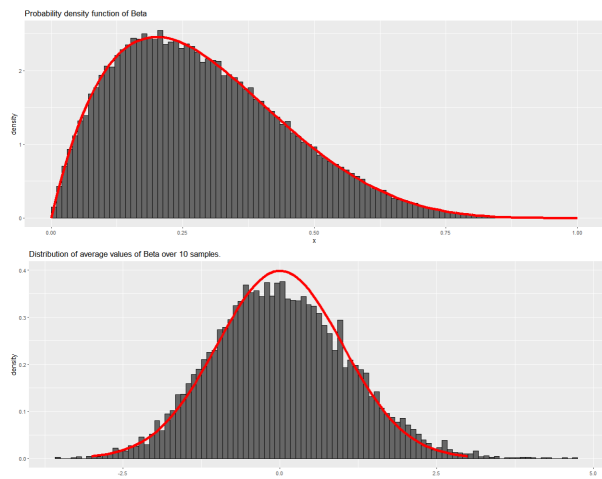 Probability density function of Beta
density
2
1
0
0.00 0.25 0.50 0.75 1.00
x
Distribution of average values of Beta over 10 samples.
density
0.4
0.3
0.2
0.1
0.0
-2.5 0.0 2.5 5.0